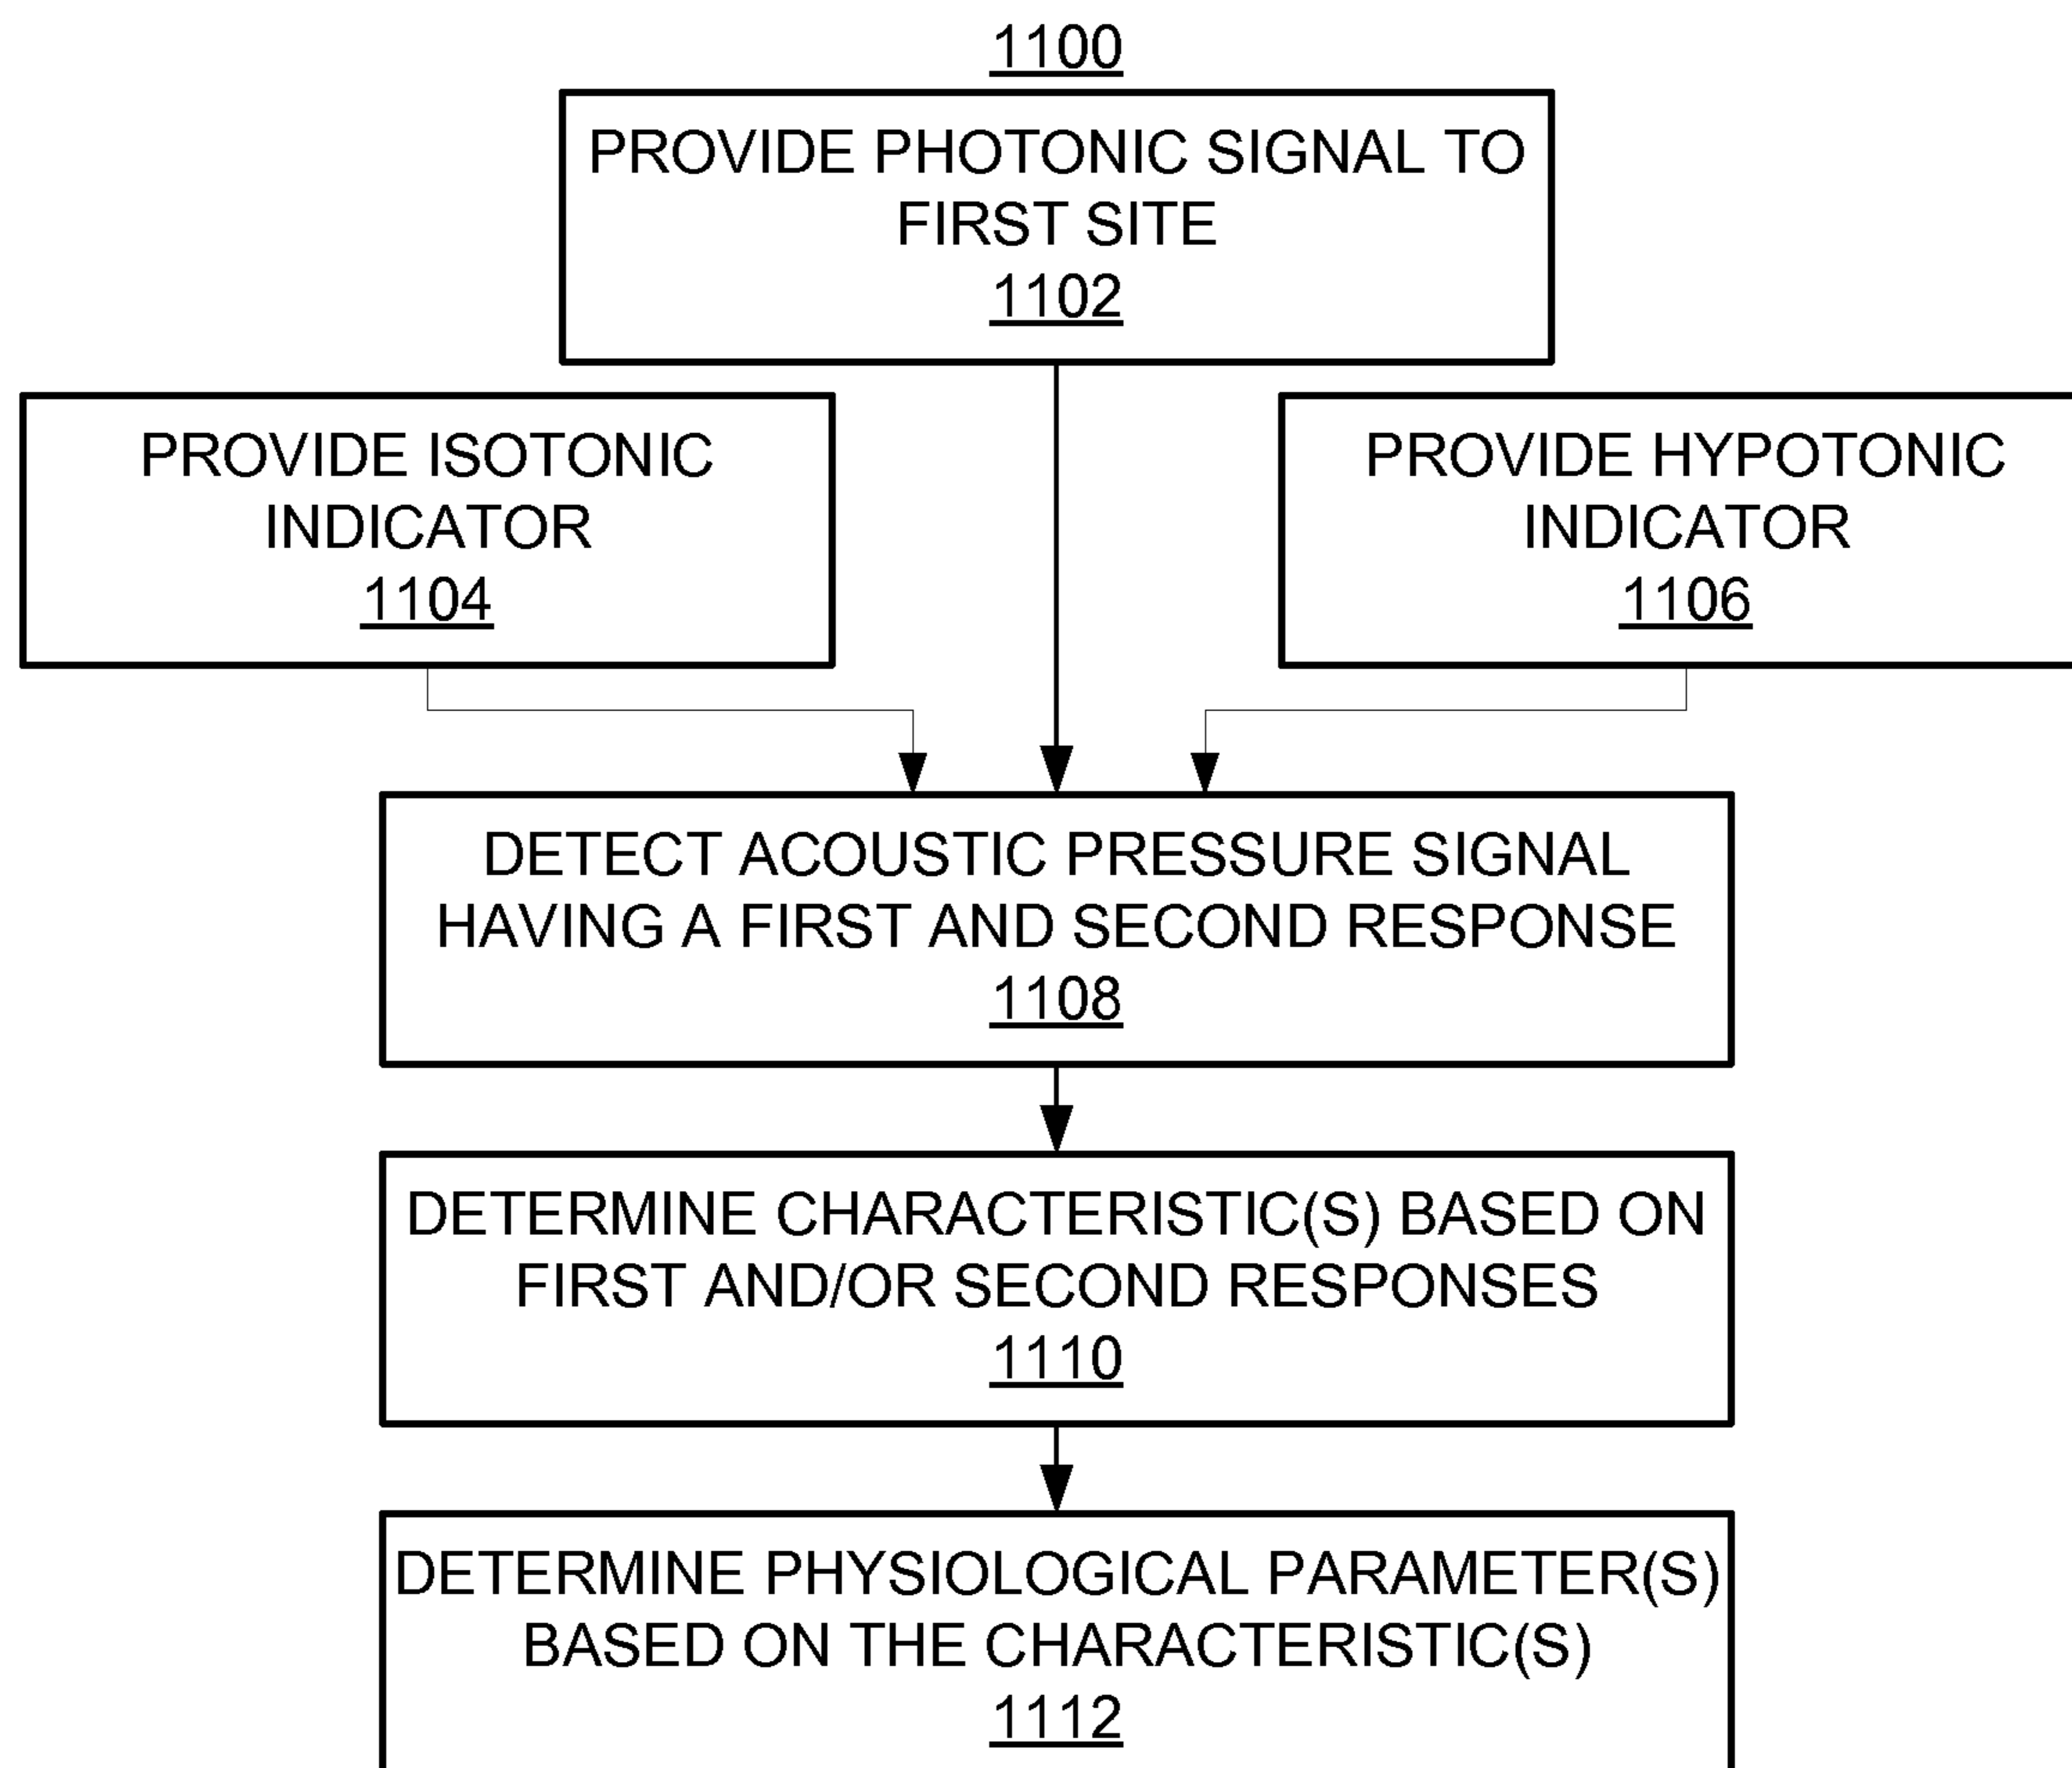 1100
PROVIDE PHOTONIC SIGNAL TO
FIRST SITE
1102
PROVIDE ISOTONIC
INDICATOR
1104
PROVIDE HYPOTONIC
INDICATOR
1106
DETECT ACOUSTIC PRESSURE SIGNAL
HAVING A FIRST AND SECOND RESPONSE
1108
DETERMINE CHARACTERISTIC(S) BASED ON
FIRST AND/OR SECOND RESPONSES
1110
DETERMINE PHYSIOLOGICAL PARAMETER(S)
BASED ON THE CHARACTERISTIC(S)
1112